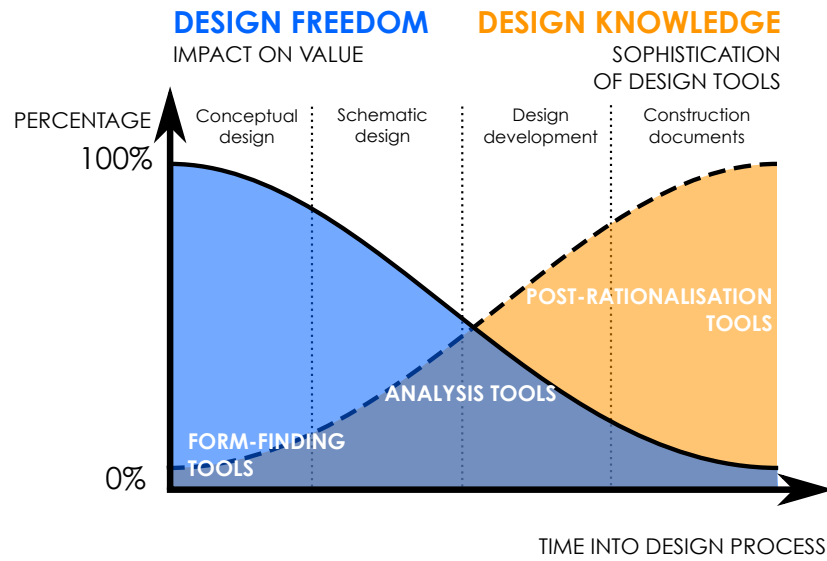 DESIGN FREEDOM
IMPACT ON VALUE
DESIGN KNOWLEDGE
SOPHISTICATION
OF DESIGN TOOLS
PERCENTAGE
100%
Conceptual
design
Schematic
design
Design
development
Construction
documents
POST-RATIONALISATION
TOOLS
ANALYSIS TOOLS
FORM-FINDING
TOOLS
0%
TIME INTO DESIGN PROCESS